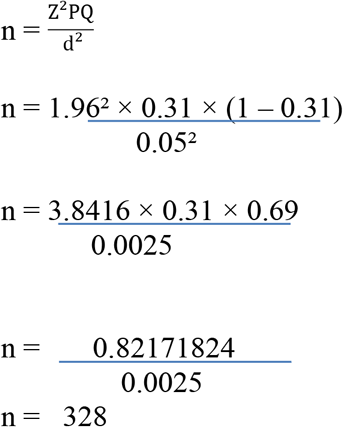 n = Z²PQ
d²
n = 1.96² × 0.31 × (1 – 0.31)
0.05²
n = 3.8416 × 0.31 × 0.69
0.0025
n = 0.82171824
0.0025
n = 328